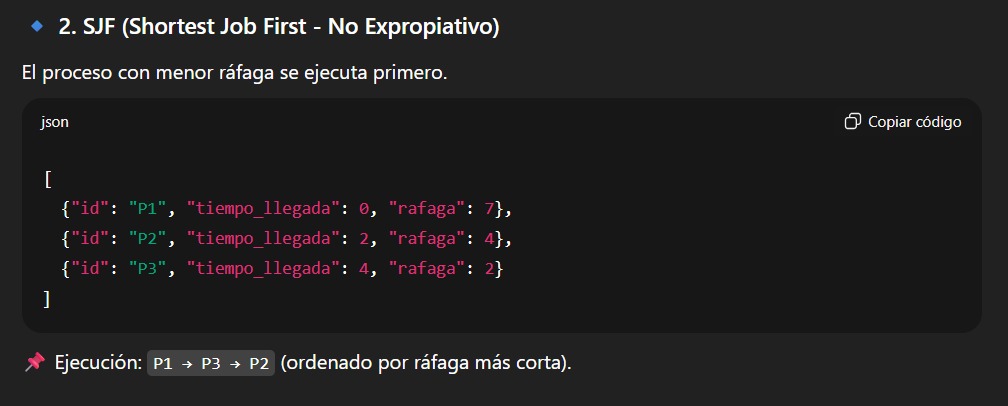 🔹 2. SJF (Shortest Job First - No Expropiativo)
El proceso con menor ráfaga se ejecuta primero.
json
Copiar código
[
  {"id": "P1", "tiempo_llegada": 0, "rafaga": 7},
  {"id": "P2", "tiempo_llegada": 2, "rafaga": 4},
  {"id": "P3", "tiempo_llegada": 4, "rafaga": 2}
]
📌 Ejecución: P1 → P3 → P2 (ordenado por ráfaga más corta).